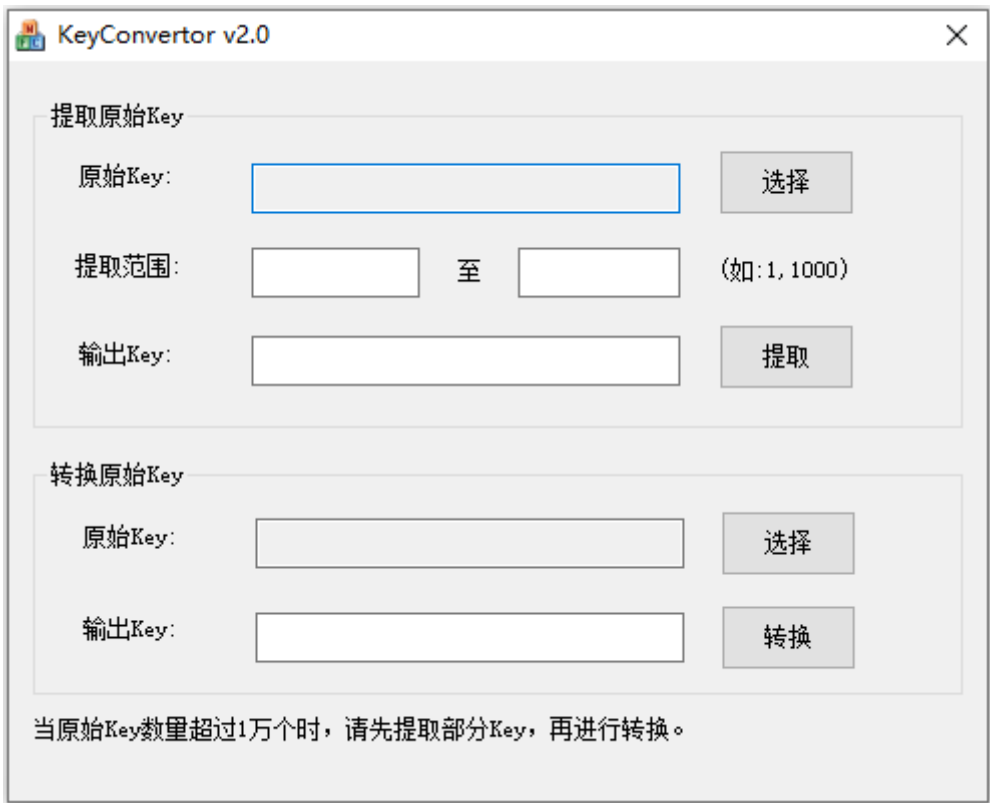 KeyConvertor v2.0
提取原始Key
原始Key: 选择
提取范围: 至 (如:1,1000)
输出Key: 提取
转换原始Key
原始Key: 选择
输出Key: 转换
当原始Key数量超过1万个时，请先提取部分Key，再进行转换。